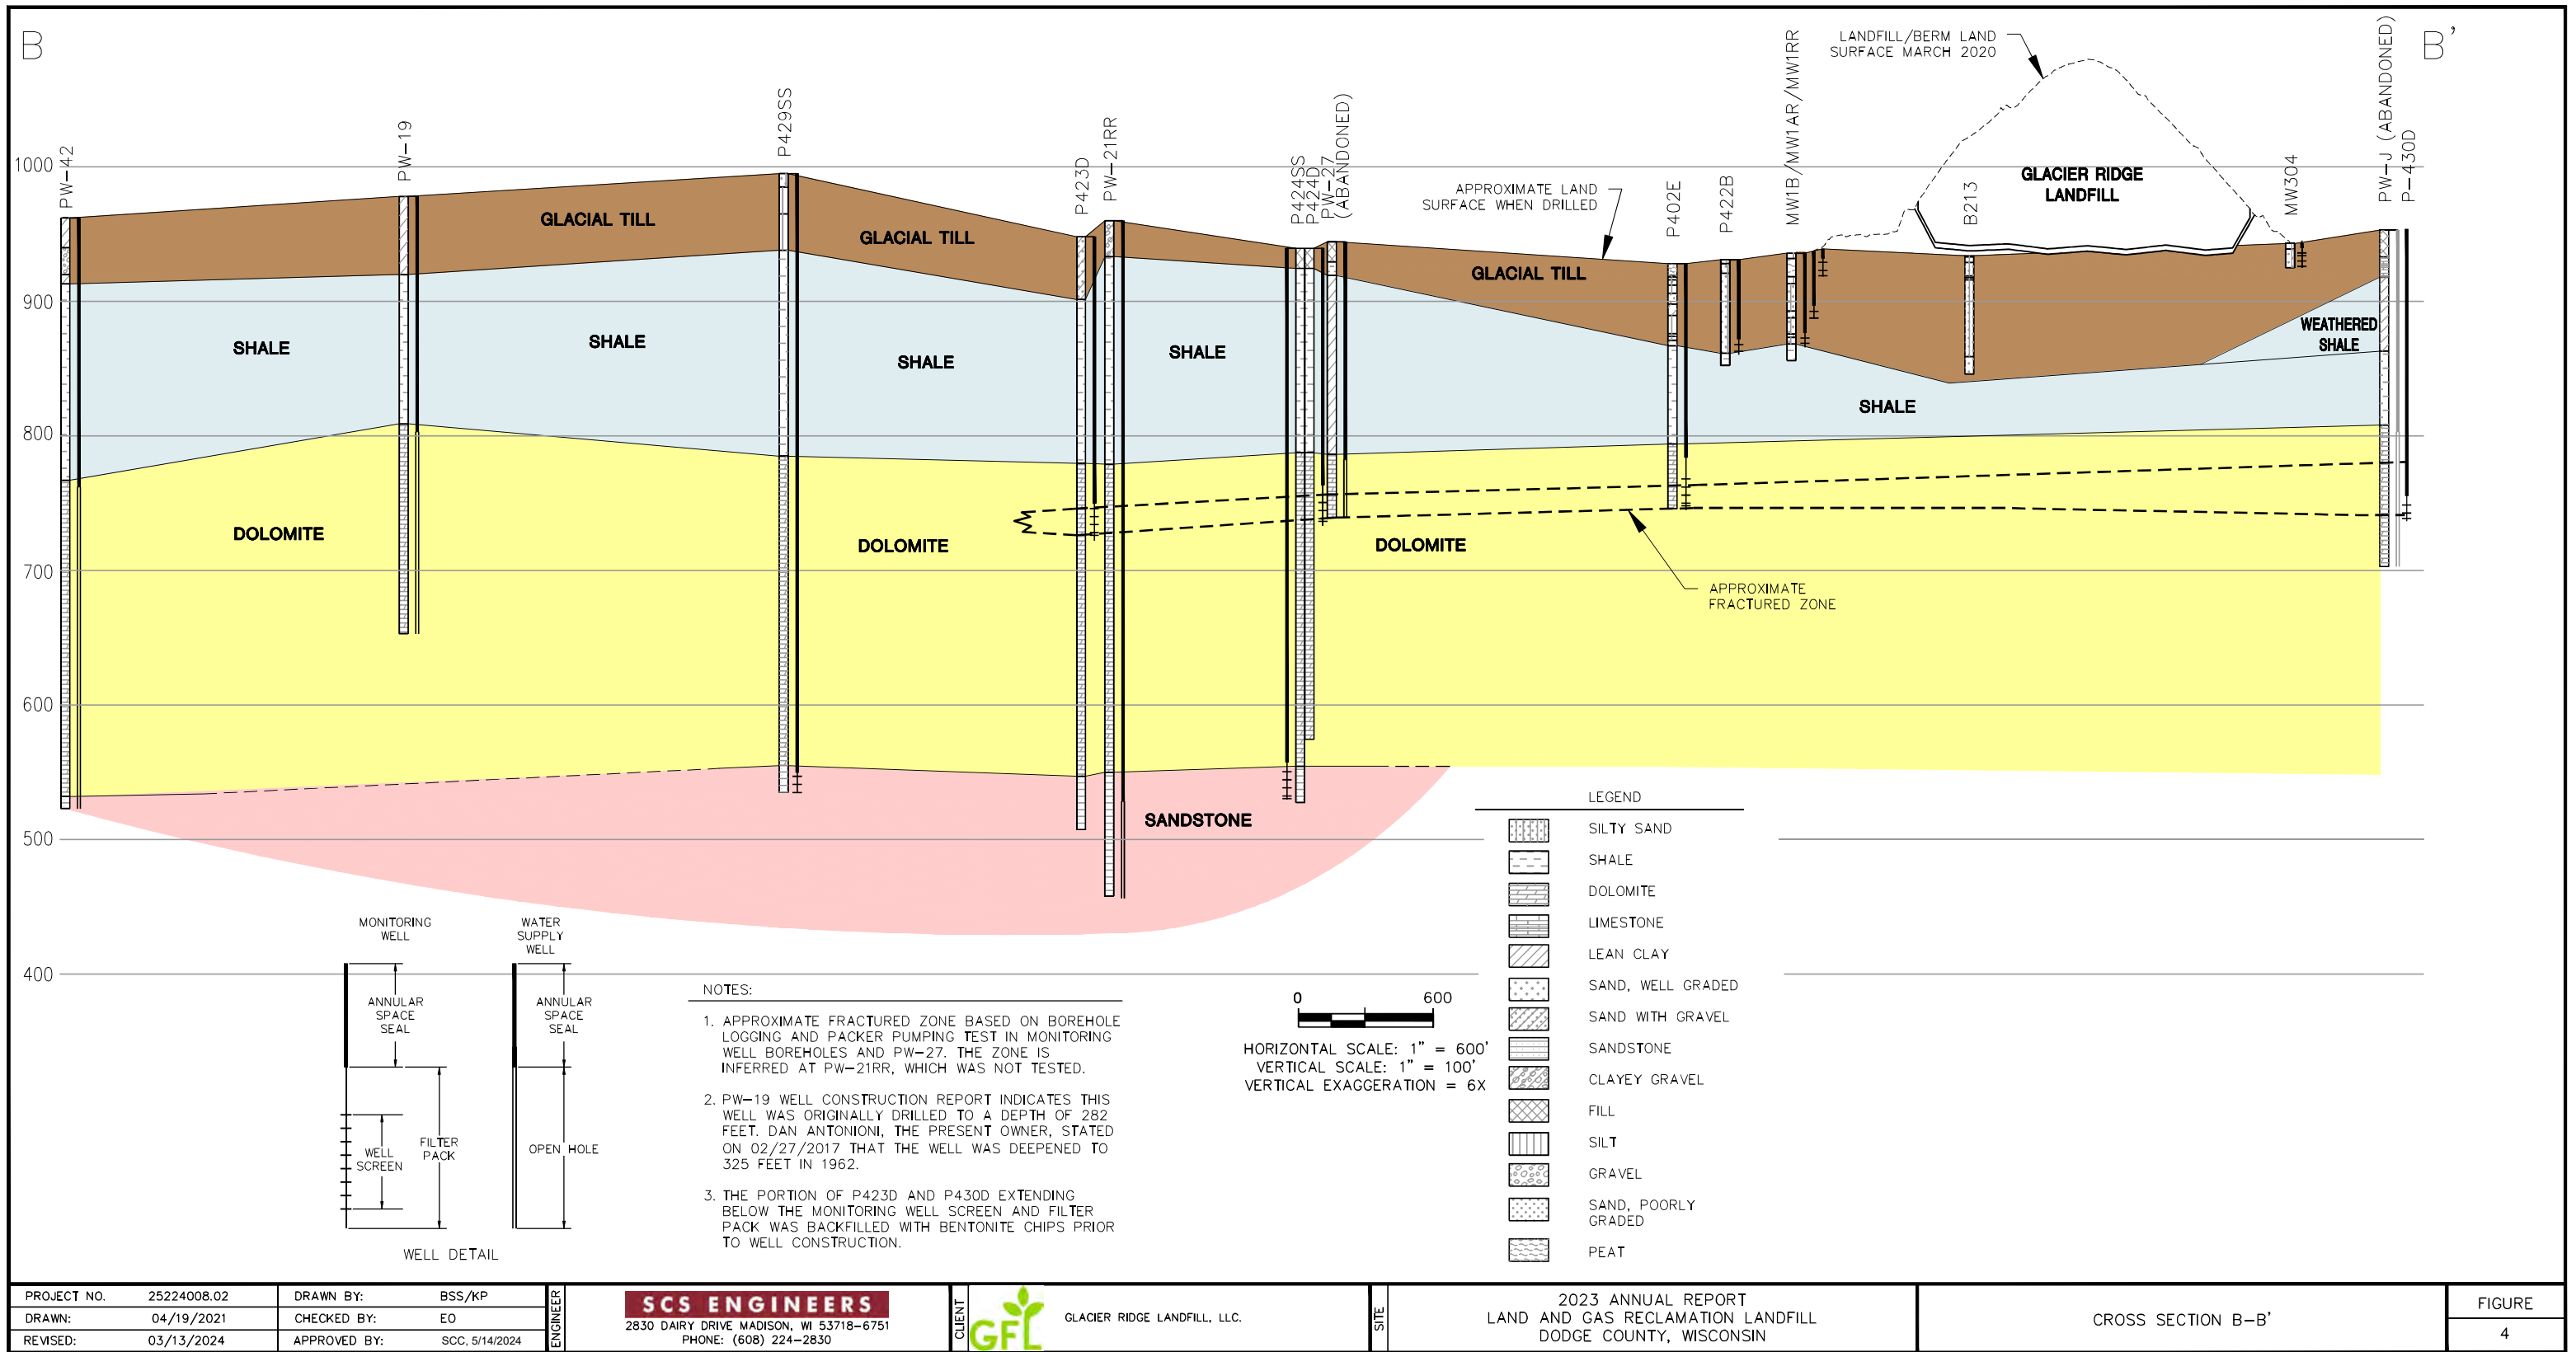 B
B'
LANDFILL/BERM LAND
SURFACE MARCH 2020
PW-42
PW-19
P429SS
P423D
PW-21RR
P424SS
P424D
PW-27
(ABANDONED)
APPROXIMATE LAND
SURFACE WHEN DRILLED
P402E
P422B
MW1B/MW1AR/MW1RR
B213
GLACIER RIDGE
LANDFILL
MW304
PW-J (ABANDONED)
P-430D
1000
900
800
700
600
500
400
GLACIAL TILL
GLACIAL TILL
GLACIAL TILL
SHALE
SHALE
SHALE
SHALE
SHALE
WEATHERED
SHALE
DOLOMITE
DOLOMITE
DOLOMITE
APPROXIMATE
FRACTURED ZONE
SANDSTONE
MONITORING
WELL
WATER
SUPPLY
WELL
ANNULAR
SPACE
SEAL
ANNULAR
SPACE
SEAL
WELL
SCREEN
FILTER
PACK
OPEN HOLE
WELL DETAIL
NOTES:
1. APPROXIMATE FRACTURED ZONE BASED ON BOREHOLE
LOGGING AND PACKER PUMPING TEST IN MONITORING
WELL BOREHOLES AND PW-27. THE ZONE IS
INFERRED AT PW-21RR, WHICH WAS NOT TESTED.
2. PW-19 WELL CONSTRUCTION REPORT INDICATES THIS
WELL WAS ORIGINALLY DRILLED TO A DEPTH OF 282
FEET. DAN ANTONIONI, THE PRESENT OWNER, STATED
ON 02/27/2017 THAT THE WELL WAS DEEPENED TO
325 FEET IN 1962.
3. THE PORTION OF P423D AND P430D EXTENDING
BELOW THE MONITORING WELL SCREEN AND FILTER
PACK WAS BACKFILLED WITH BENTONITE CHIPS PRIOR
TO WELL CONSTRUCTION.
0 600
HORIZONTAL SCALE: 1" = 600'
VERTICAL SCALE: 1" = 100'
VERTICAL EXAGGERATION = 6X
LEGEND
SILTY SAND
SHALE
DOLOMITE
LIMESTONE
LEAN CLAY
SAND, WELL GRADED
SAND WITH GRAVEL
SANDSTONE
CLAYEY GRAVEL
FILL
SILT
GRAVEL
SAND, POORLY
GRADED
PEAT
PROJECT NO. 25224008.02 DRAWN BY: BSS/KP
DRAWN: 04/19/2021 CHECKED BY: EO
REVISED: 03/13/2024 APPROVED BY: SCC, 5/14/2024
ENGINEER
SCS ENGINEERS
2830 DAIRY DRIVE MADISON, WI 53718-6751
PHONE: (608) 224-2830
CLIENT
GFL
GLACIER RIDGE LANDFILL, LLC.
SITE
2023 ANNUAL REPORT
LAND AND GAS RECLAMATION LANDFILL
DODGE COUNTY, WISCONSIN
CROSS SECTION B-B'
FIGURE
4